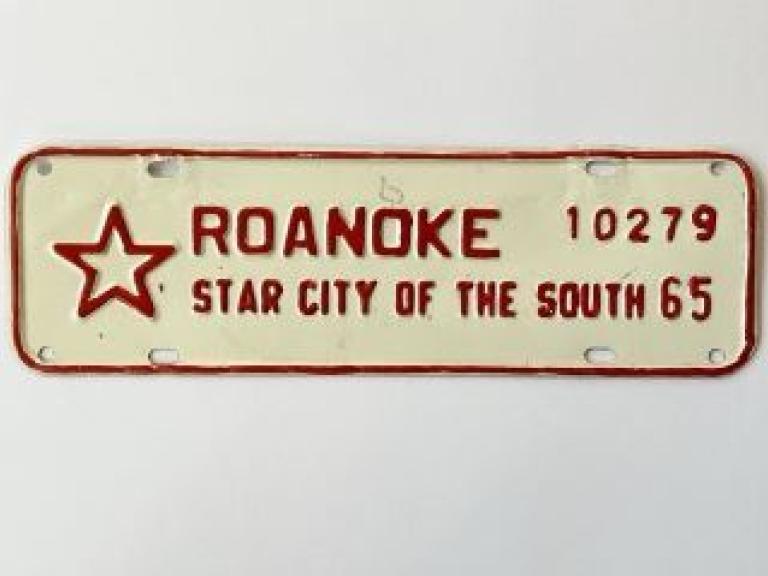 ROANOKE 10279
STAR CITY OF THE SOUTH 65